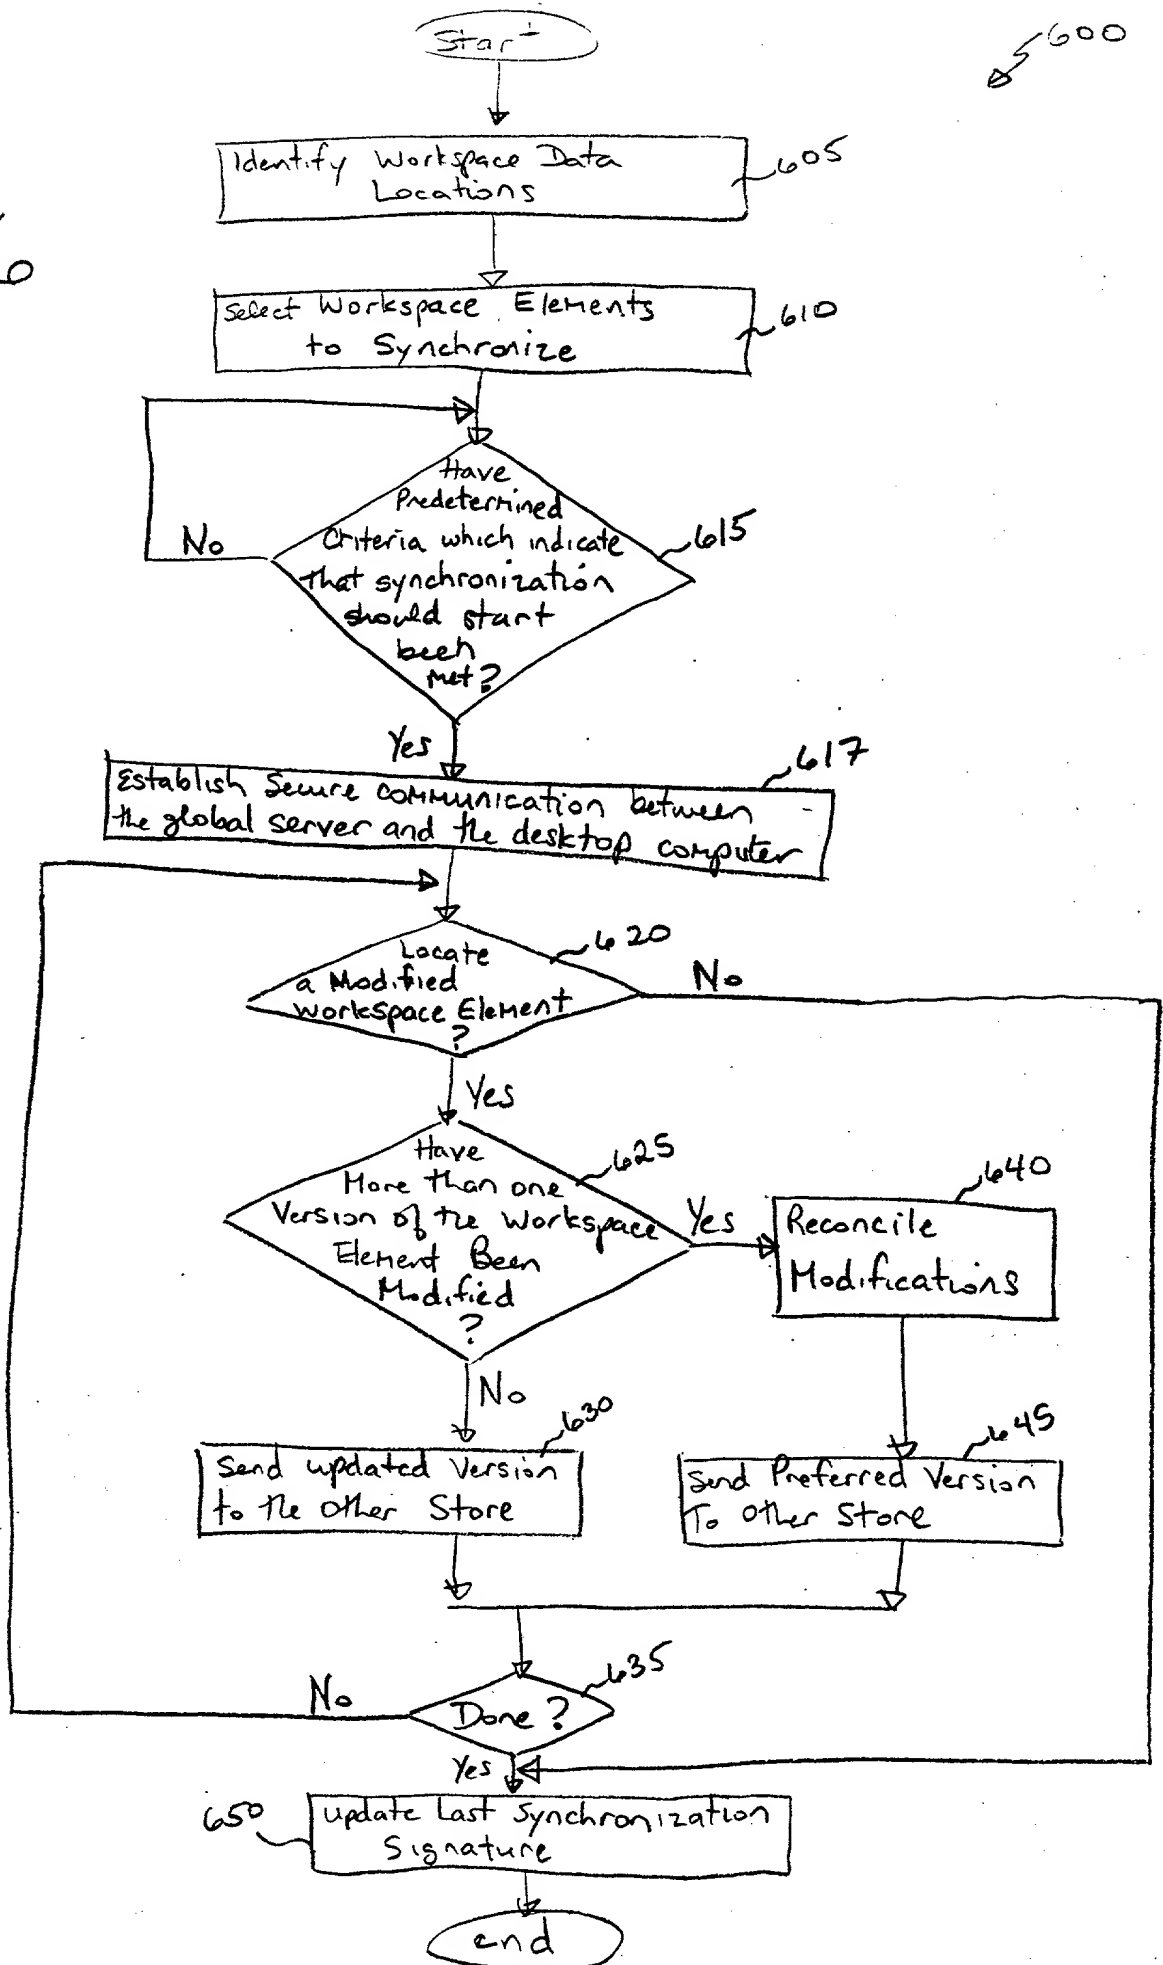 Start
600
Identify Workspace Data
Locations
605
6
Select Workspace Elements
to Synchronize
610
Have
Predetermined
Criteria which indicate
that synchronization
should start
been
Met?
615
No
Yes
617
Establish Secure communication between
the global server and the desktop computer
Locate
a Modified
Workspace Element
?
620
No
Yes
Have
More than one
Version of the Workspace
Element Been
Modified
?
625
Yes
640
Reconcile
Modifications
No
630
Send updated Version
to the other Store
645
Send Preferred Version
To Other Store
635
Done?
No
Yes
650
update Last Synchronization
Signature
end